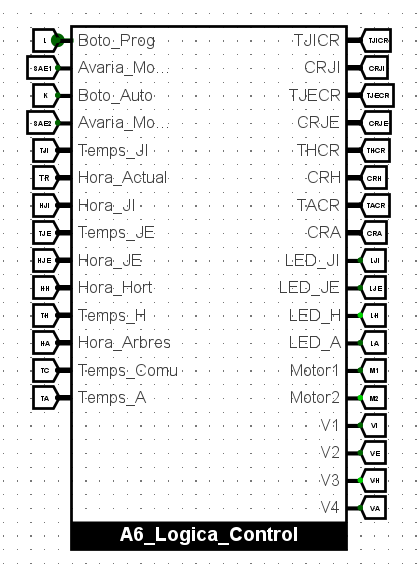 L Boto_Prog TJICR TJICR
SAE1 Avaria_Mo... CRJI CRJI
K Boto_Auto TJECR TJECR
SAE2 Avaria_Mo... CRJE CRJE
TJI Temps_JI THCR THCR
TR Hora_Actual CRH CRH
HJI Hora_JI TACR TACR
TJE Temps_JE CRA CRA
HJE Hora_JE LED_JI LJI
HH Hora_Hort LED_JE LJE
TH Temps_H LED_H LH
HA Hora_Arbres LED_A LA
TC Temps_Comu Motor1 M1
TA Temps_A Motor2 M2
V1 VI
V2 VE
V3 VH
V4 VA
A6_Logica_Control